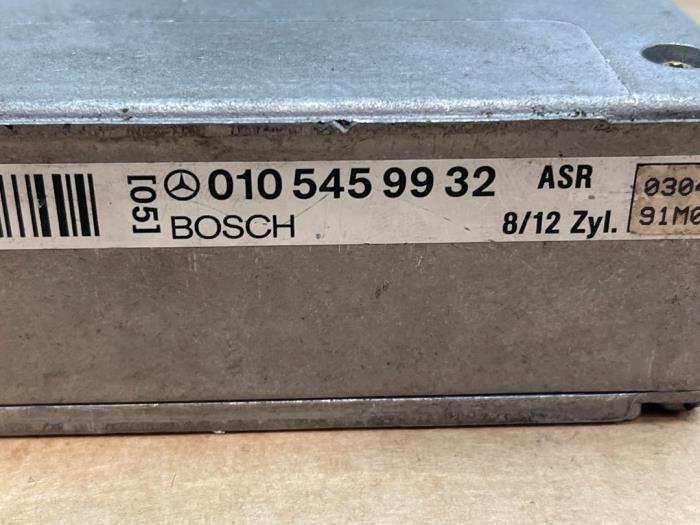 [05] 010 545 99 32 ASR
BOSCH 8/12 Zyl.
0304
91M0